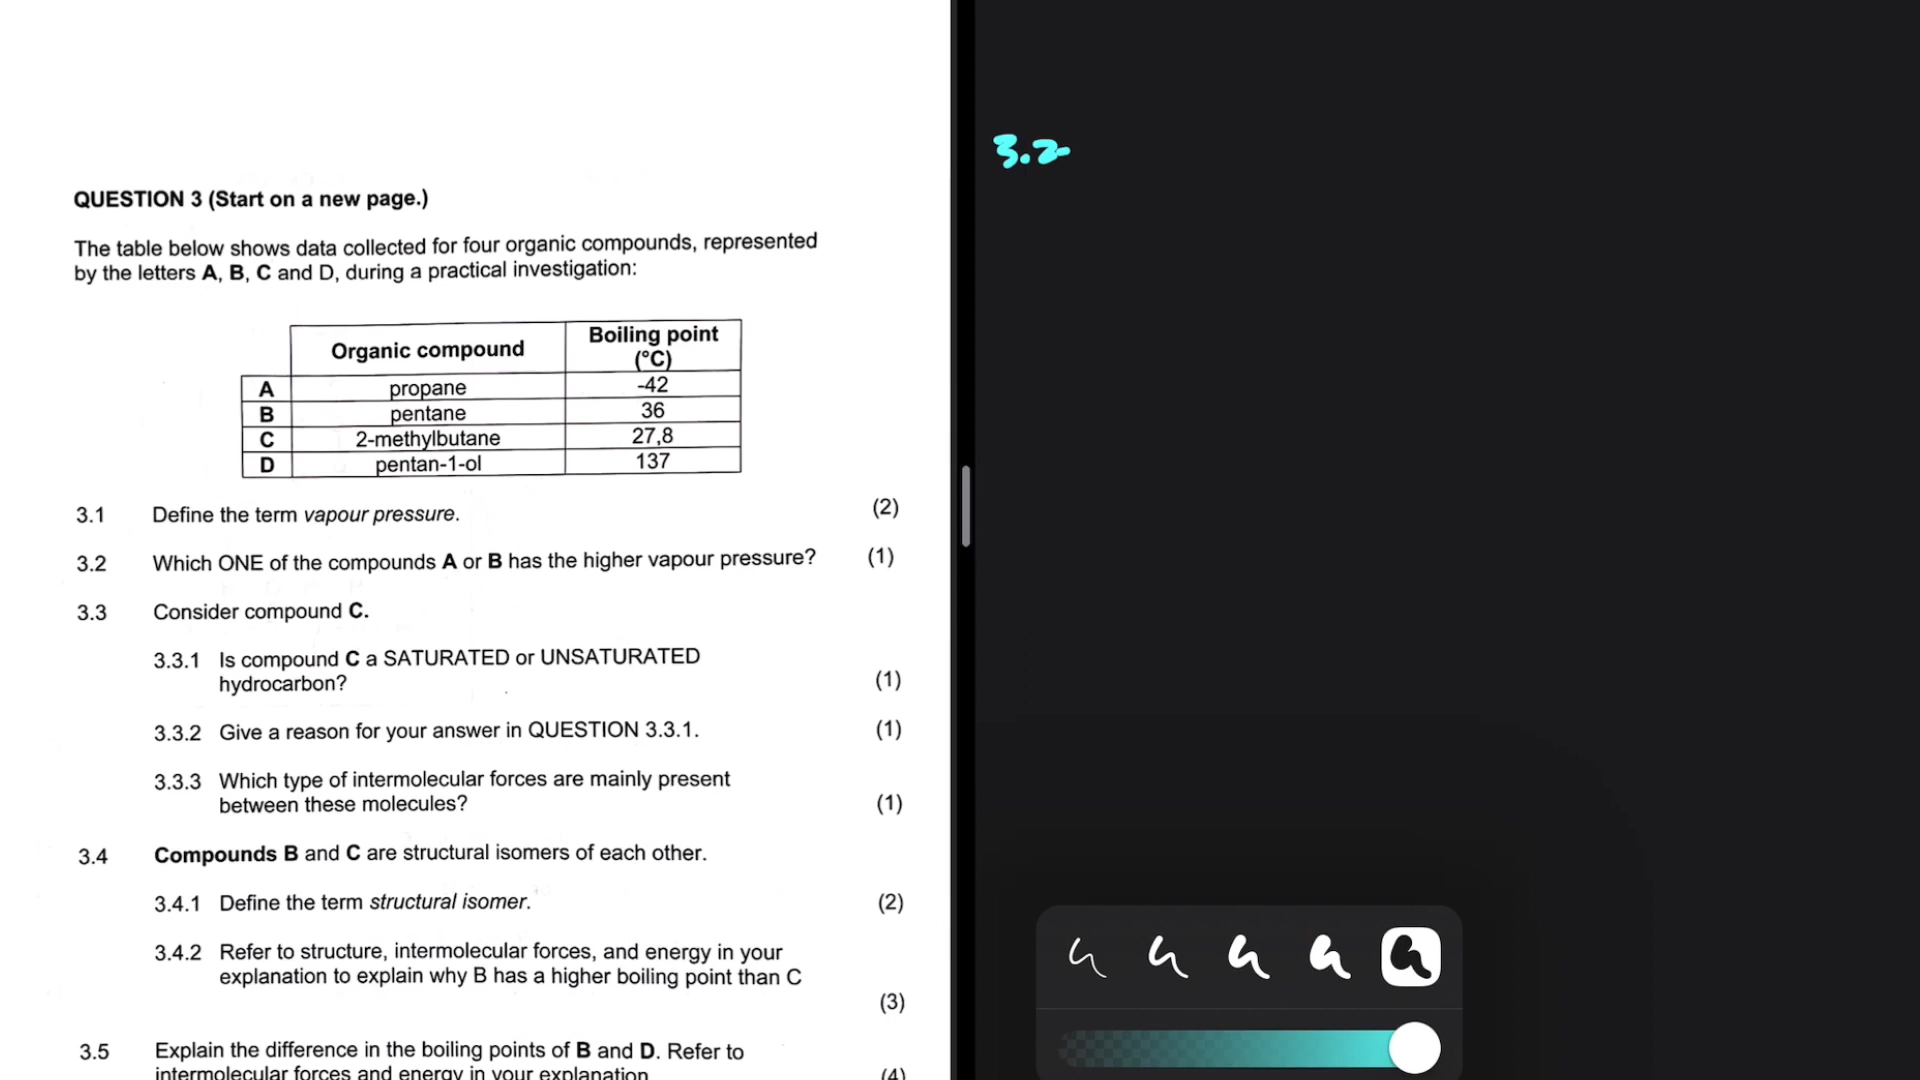 QUESTION 3 (Start on a new page.)
The table below shows data collected for four organic compounds, represented
by the letters A, B, C and D, during a practical investigation:
Organic compound Boiling point (°C)
A propane -42
B pentane 36
C 2-methylbutane 27,8
D pentan-1-ol 137
3.1 Define the term vapour pressure. (2)
3.2 Which ONE of the compounds A or B has the higher vapour pressure? (1)
3.3 Consider compound C.
3.3.1 Is compound C a SATURATED or UNSATURATED
hydrocarbon? (1)
3.3.2 Give a reason for your answer in QUESTION 3.3.1. (1)
3.3.3 Which type of intermolecular forces are mainly present
between these molecules? (1)
3.4 Compounds B and C are structural isomers of each other.
3.4.1 Define the term structural isomer. (2)
3.4.2 Refer to structure, intermolecular forces, and energy in your
explanation to explain why B has a higher boiling point than C
(3)
3.5 Explain the difference in the boiling points of B and D. Refer to
intermolecular forces and energy in your explanation (4)
3.2